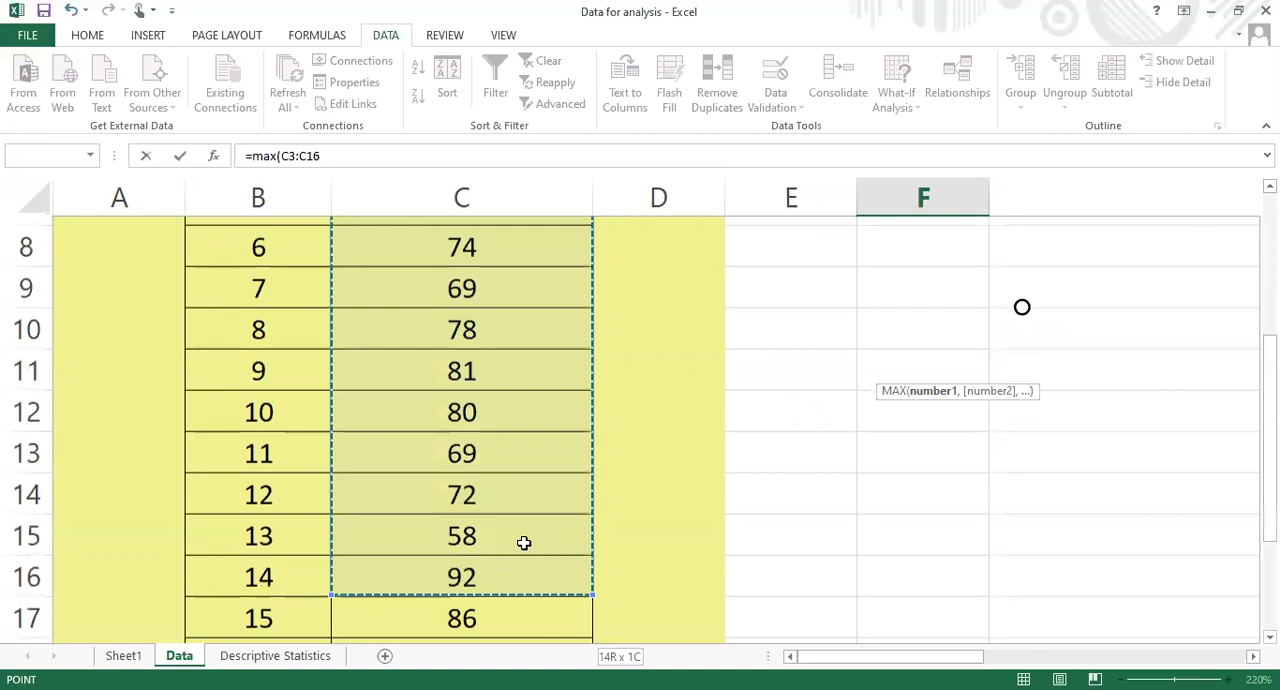 Data for analysis - Excel
FILE HOME INSERT PAGE LAYOUT FORMULAS DATA REVIEW VIEW
From Access
From Web
From Text
From Other Sources
Existing Connections
Get External Data
Refresh All
Connections
Properties
Edit Links
Connections
Sort
Filter
Clear
Reapply
Advanced
Sort & Filter
Text to Columns
Flash Fill
Remove Duplicates
Data Validation
Consolidate
What-If Analysis
Relationships
Data Tools
Group
Ungroup
Subtotal
Show Detail
Hide Detail
Outline
=max(C3:C16
A B C D E F
8 6 74
9 7 69
10 8 78
11 9 81
MAX(number1, [number2], ...)
12 10 80
13 11 69
14 12 72
15 13 58
16 14 92
17 15 86
Sheet1 Data Descriptive Statistics 14R x 1C
POINT 220%